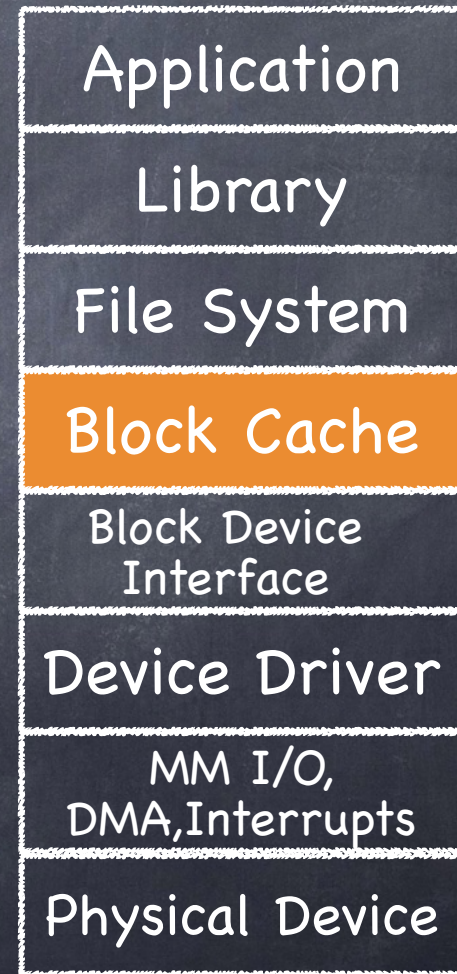 Application
Library
File System
Block Cache
Block Device
Interface
Device Driver
MM I/O,
DMA,Interrupts
Physical Device